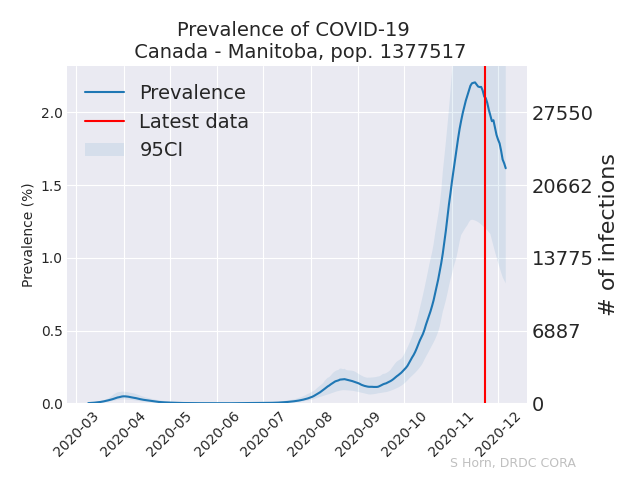 Prevalence of COVID-19
Canada - Manitoba, pop. 1377517
Prevalence
Latest data
95CI
Prevalence (%)
2.0
1.5
1.0
0.5
0.0
27550
20662
13775
6887
0
# of infections
2020-03
2020-04
2020-05
2020-06
2020-07
2020-08
2020-09
2020-10
2020-11
2020-12
S Horn, DRDC CORA